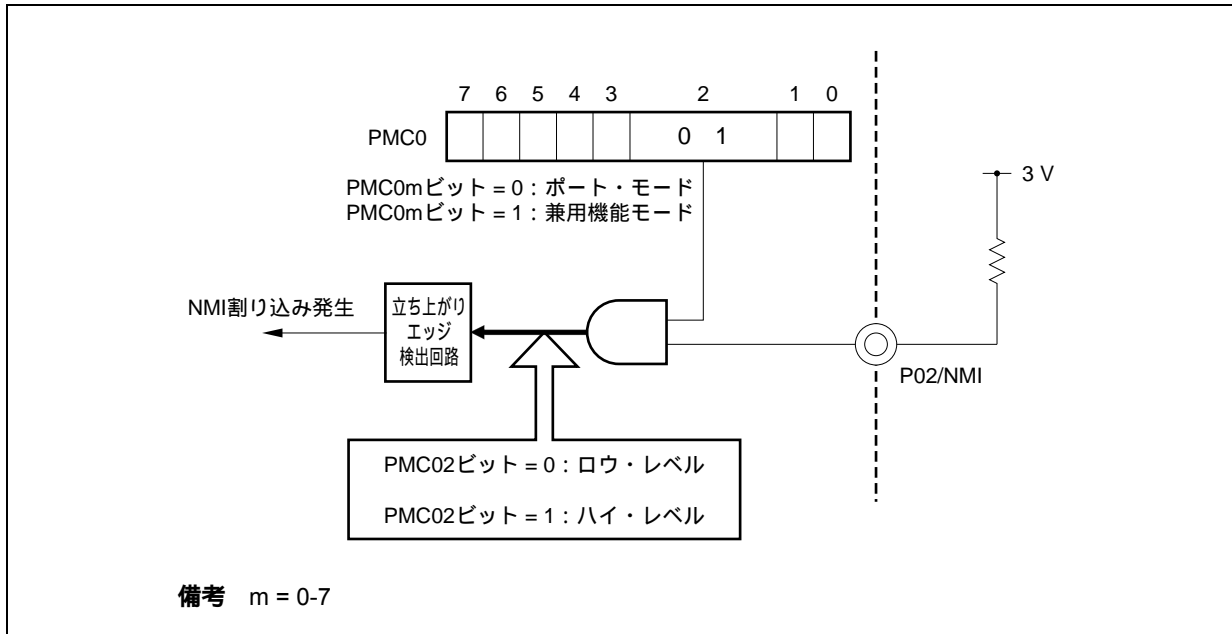 7 6 5 4 3 2 1 0
PMC0 0 1
3 V
PMC0mビット = 0 : ポート・モード
PMC0mビット = 1 : 兼用機能モード
NMI割り込み発生
立ち上がり
エッジ
検出回路
P02/NMI
PMC02ビット = 0 : ロウ・レベル
PMC02ビット = 1 : ハイ・レベル
備考 m = 0-7